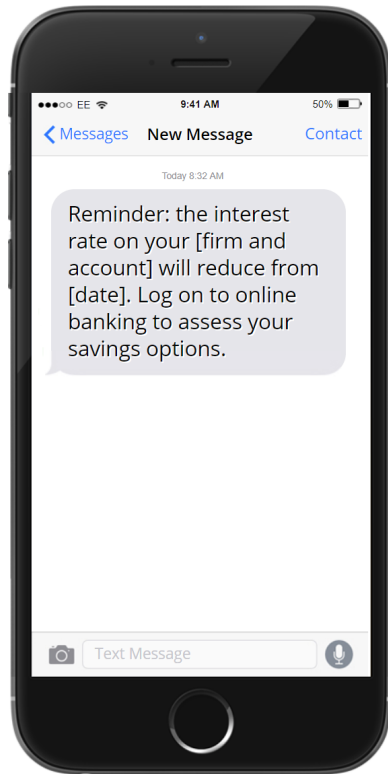 EE 9:41 AM 50%
Messages New Message Contact
Today 8:32 AM
Reminder: the interest
rate on your [firm and
account] will reduce from
[date]. Log on to online
banking to assess your
savings options.
Text Message